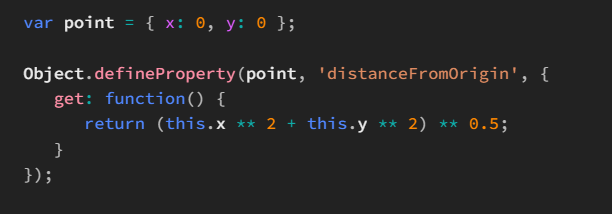 var point = { x: 0, y: 0 };

Object.defineProperty(point, 'distanceFromOrigin', {
   get: function() {
      return (this.x ** 2 + this.y ** 2) ** 0.5;
   }
});